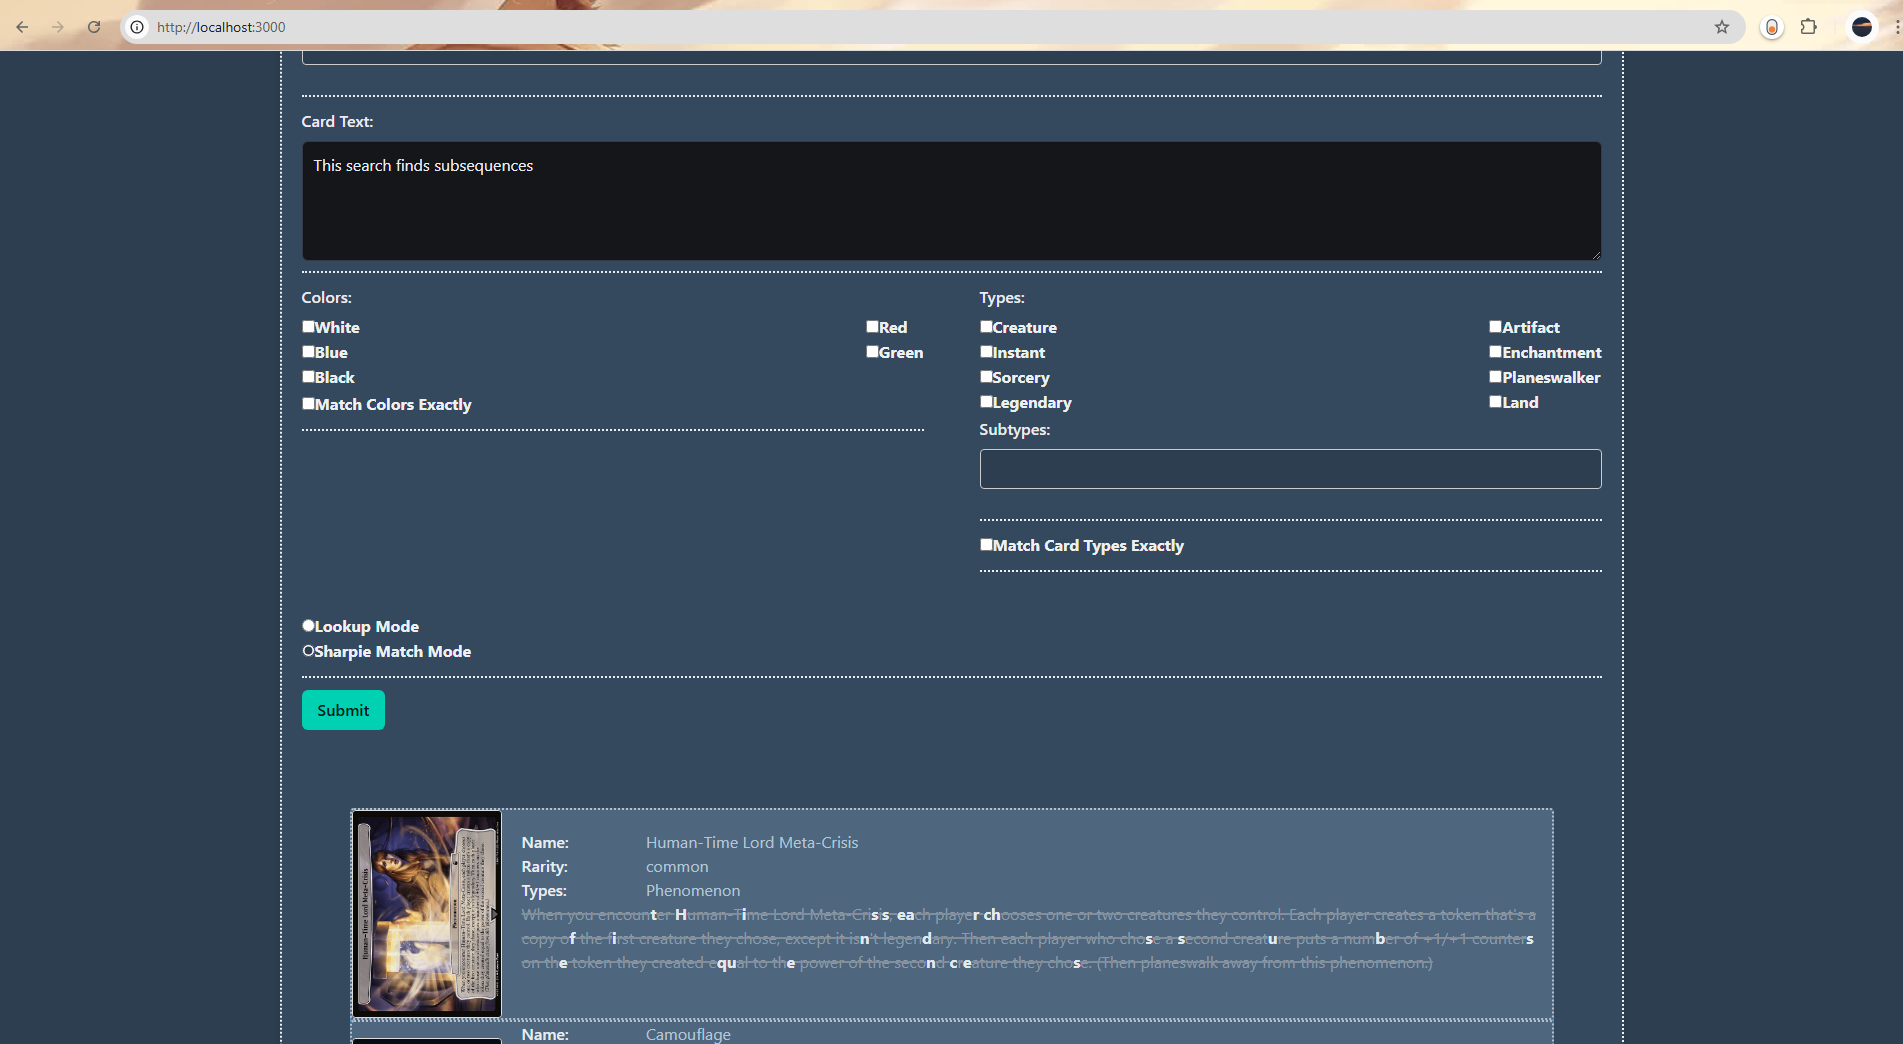 http://localhost:3000
Card Text:
This search finds subsequences
Colors:
White
Red
Blue
Green
Black
Match Colors Exactly
Types:
Creature
Artifact
Instant
Enchantment
Sorcery
Planeswalker
Legendary
Land
Subtypes:
Match Card Types Exactly
Lookup Mode
Sharpie Match Mode
Submit
Human-Time Lord Meta-Crisis
Name: Human-Time Lord Meta-Crisis
Rarity: common
Types: Phenomenon
When you encounter Human-Time Lord Meta-Crisis, each player chooses one or two creatures they control. Each player creates a token that's a
copy of the first creature they chose, except it isn't legendary. Then each player who chose a second creature puts a number of +1/+1 counters
on the token they created equal to the power of the second creature they chose. (Then planeswalk away from this phenomenon.)
Name: Camouflage